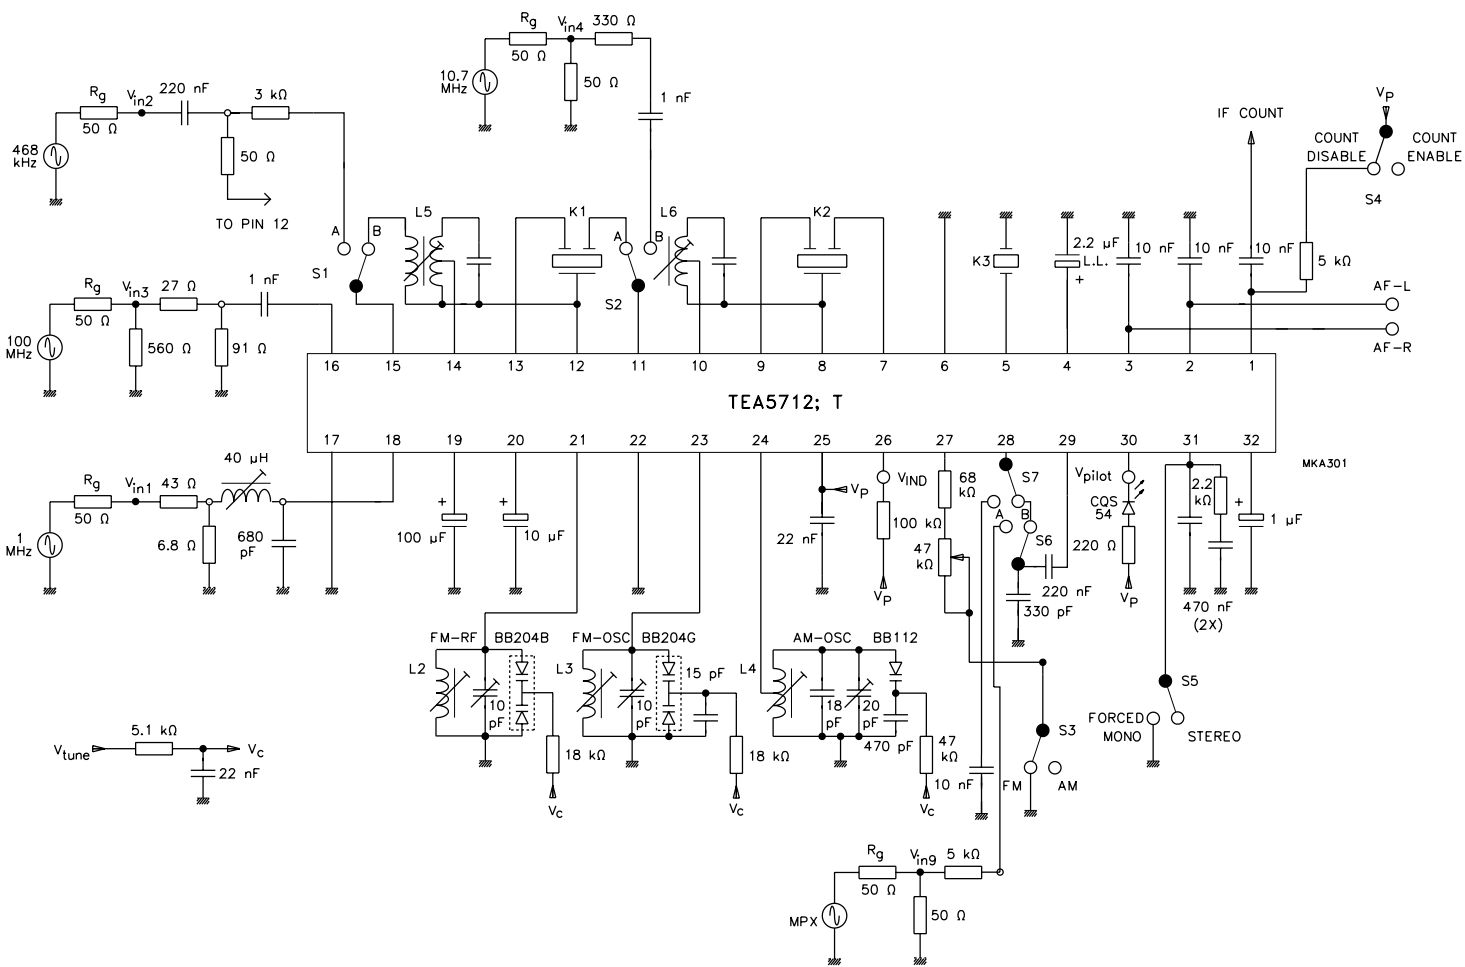 Rg
Vin4
330 Ω
50 Ω
10.7
MHz
50 Ω
1 nF
Rg
Vin2
220 nF
3 kΩ
50 Ω
468
kHz
50 Ω
TO PIN 12
IF COUNT
VP
COUNT
DISABLE
COUNT
ENABLE
S4
A
B
S1
L5
K1
A
B
S2
L6
K2
K3
2.2 µF
L.L.
+
10 nF
10 nF
10 nF
5 kΩ
AF-L
AF-R
Rg
Vin3
27 Ω
1 nF
50 Ω
100
MHz
560 Ω
91 Ω
16
15
14
13
12
11
10
9
8
7
6
5
4
3
2
1
TEA5712; T
17
18
19
20
21
22
23
24
25
26
27
28
29
30
31
32
MKA301
Rg
Vin1
43 Ω
40 µH
50 Ω
1
MHz
6.8 Ω
680
pF
+
100 µF
+
10 µF
VP
22 nF
VIND
100 kΩ
VP
68
kΩ
47
kΩ
S7
A
B
S6
220 nF
330 pF
Vpilot
CQS
54
220 Ω
VP
2.2
kΩ
+
1 µF
470 nF
(2X)
FM-RF
BB204B
L2
10
pF
18 kΩ
Vc
FM-OSC
BB204G
L3
10
pF
15 pF
18 kΩ
Vc
AM-OSC
BB112
L4
18
pF
20
pF
470 pF
47
kΩ
Vc
10 nF
S3
FM
AM
S5
FORCED
MONO
STEREO
Vtune
5.1 kΩ
Vc
22 nF
Rg
Vin9
5 kΩ
50 Ω
MPX
50 Ω